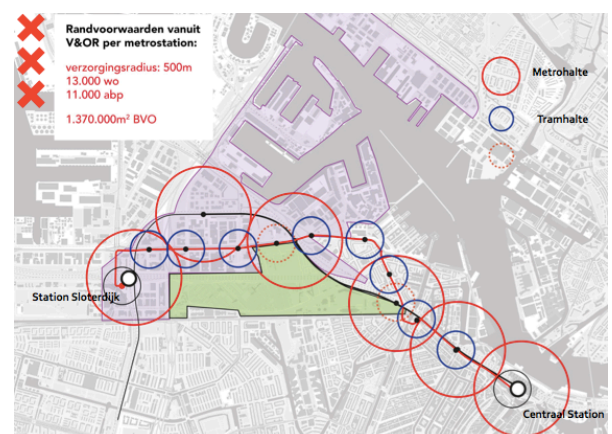 Randvoorwaarden vanuit
V&OR per metrostation:
verzorgingsradius: 500m
13.000 wo
11.000 abp
1.370.000m² BVO
Metrohalte
Tramhalte
Station Sloterdijk
Centraal Station